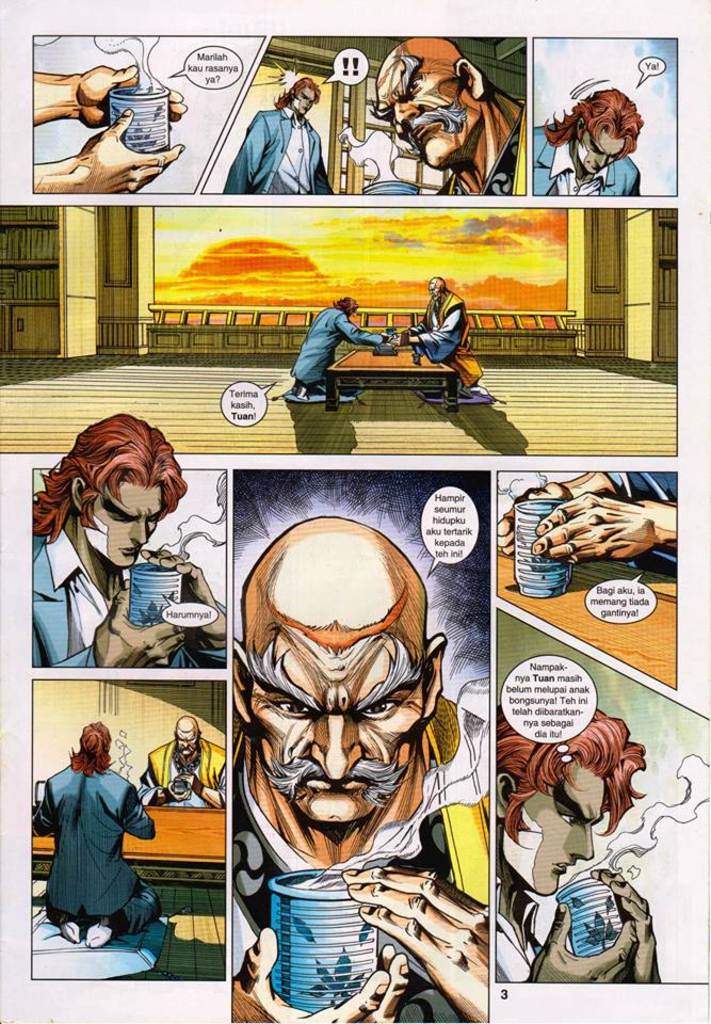 Marilah
kau rasanya
ya?
!!
Ya!
Terima
kasih,
Tuan!
Harumnya!
Hampir
seumur
hidupku
aku tertarik
kepada
teh ini!
Bagi aku, ia
memang tiada
gantinya!
Nampak-
nya Tuan masih
belum melupai anak
bongsunya! Teh ini
telah diibaratkan-
nya sebagai
dia itu!
3